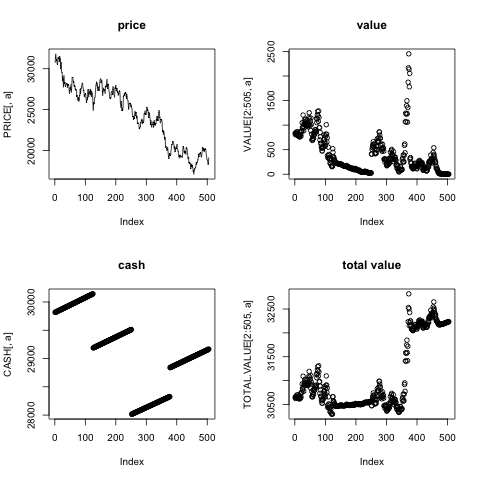 price
PRICE[, a]
20000 25000 30000
0 100 200 300 400 500
Index
value
VALUE[2:505, a]
0 500 1500 2500
0 100 200 300 400 500
Index
cash
CASH[, a]
28000 29000 30000
0 100 200 300 400 500
Index
total value
TOTAL.VALUE[2:505, a]
30500 31500 32500
0 100 200 300 400 500
Index